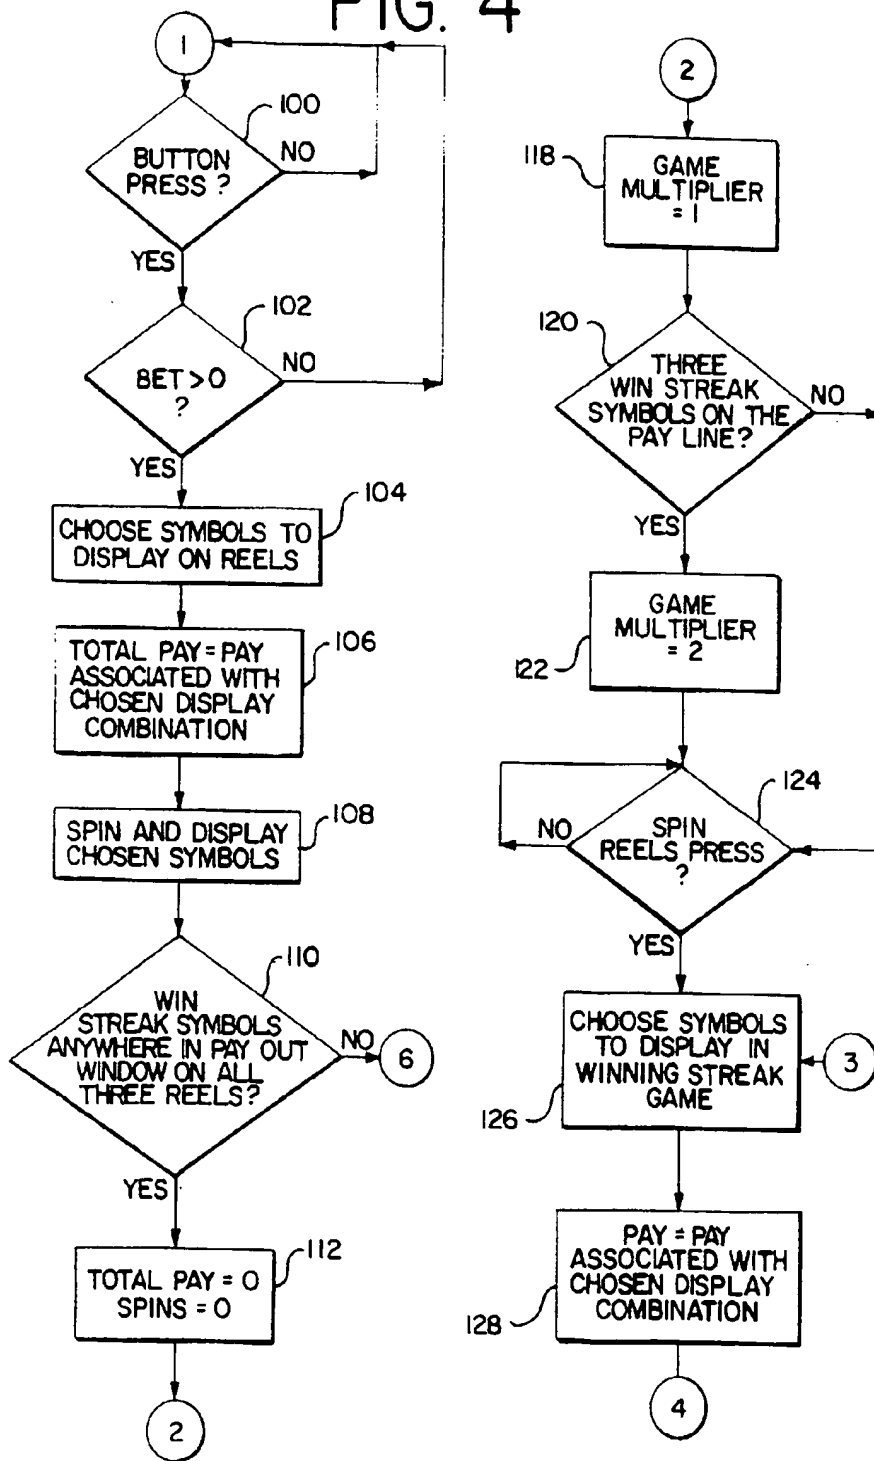 FIG. 4
1
100
BUTTON
PRESS ?
NO
YES
102
BET > 0
?
NO
YES
104
CHOOSE SYMBOLS TO
DISPLAY ON REELS
106
TOTAL PAY = PAY
ASSOCIATED WITH
CHOSEN DISPLAY
COMBINATION
108
SPIN AND DISPLAY
CHOSEN SYMBOLS
110
WIN
STREAK SYMBOLS
ANYWHERE IN PAY OUT
WINDOW ON ALL
THREE REELS?
NO
6
YES
112
TOTAL PAY = 0
SPINS = 0
2
2
118
GAME
MULTIPLIER
= 1
120
THREE
WIN STREAK
SYMBOLS ON THE
PAY LINE?
NO
YES
GAME
MULTIPLIER
= 2
122
124
SPIN
REELS PRESS
?
NO
YES
CHOOSE SYMBOLS
TO DISPLAY IN
WINNING STREAK
GAME
3
126
PAY = PAY
ASSOCIATED WITH
CHOSEN DISPLAY
COMBINATION
128
4